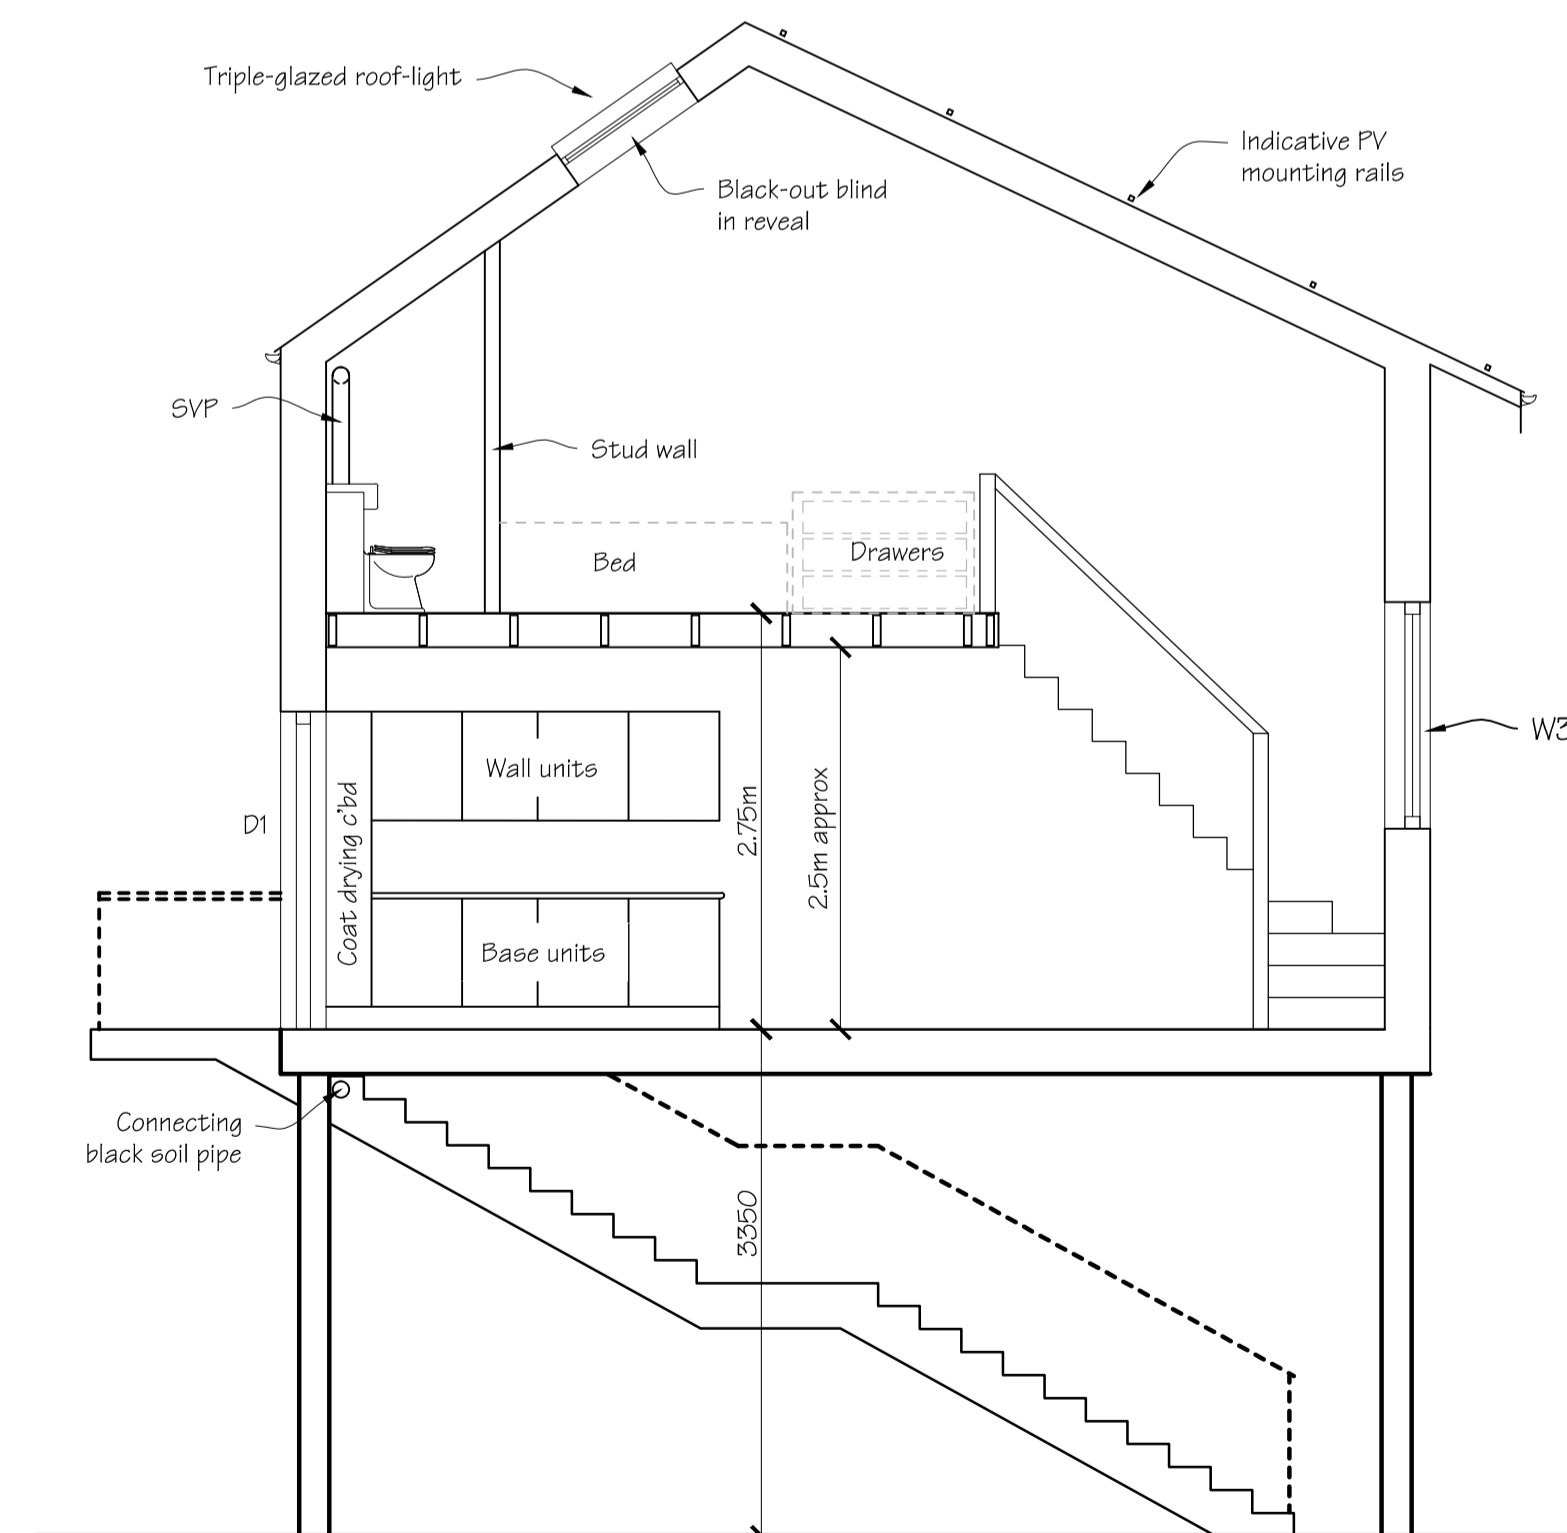 Triple-glazed roof-light
Indicative PV
mounting rails
Black-out blind
in reveal
SVP
Stud wall
Bed
Drawers
W3
Wall units
2.75m
2.5m approx
D1
Coat drying c'bd
Base units
Connecting
black soil pipe
3350